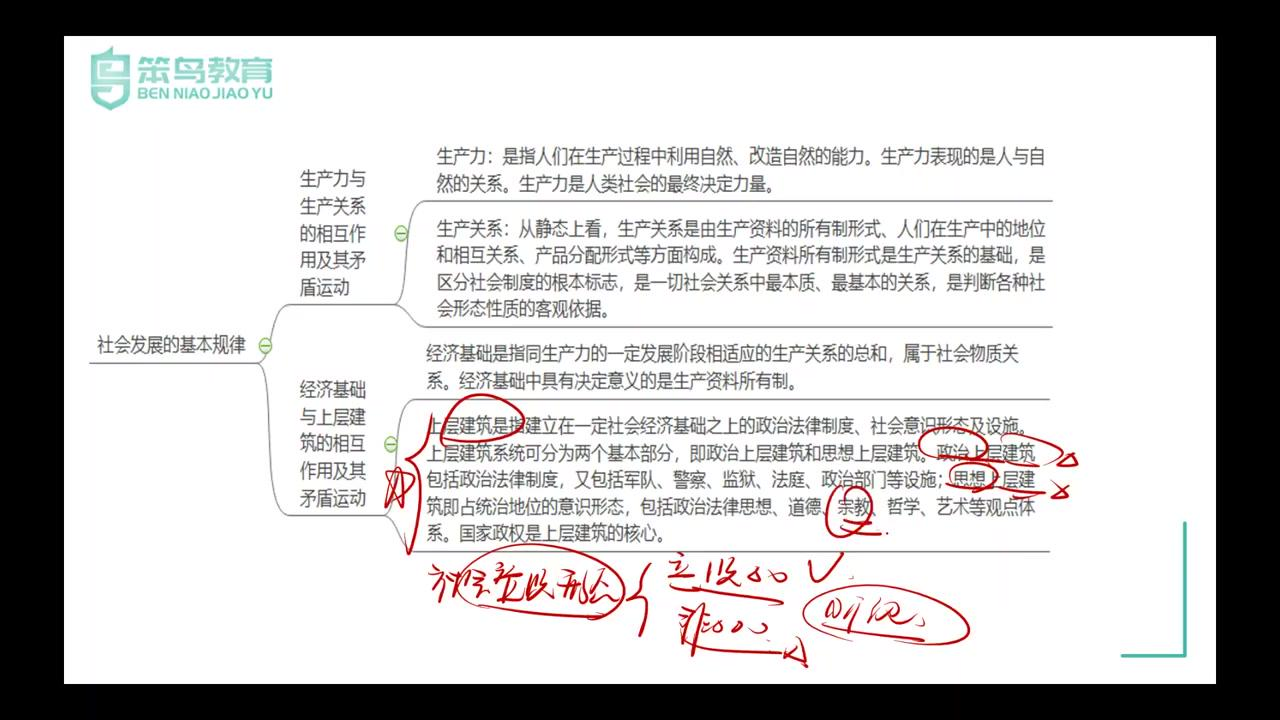 笨鸟教育
BEN NIAO JIAO YU
生产力：是指人们在生产过程中利用自然、改造自然的能力。生产力表现的是人与自
然的关系。生产力是人类社会的最终决定力量。
生产力与
生产关系
的相互作
用及其矛
盾运动
生产关系：从静态上看，生产关系是由生产资料的所有制形式、人们在生产中的地位
和相互关系、产品分配形式等方面构成。生产资料所有制形式是生产关系的基础，是
区分社会制度的根本标志，是一切社会关系中最本质、最基本的关系，是判断各种社
会形态性质的客观依据。
社会发展的基本规律
经济基础是指同生产力的一定发展阶段相适应的生产关系的总和，属于社会物质关
系。经济基础中具有决定意义的是生产资料所有制。
经济基础
与上层建
筑的相互
作用及其
矛盾运动
上层建筑是指建立在一定社会经济基础之上的政治法律制度、社会意识形态及设施。
上层建筑系统可分为两个基本部分，即政治上层建筑和思想上层建筑。政治上层建筑
包括政治法律制度，又包括军队、警察、监狱、法庭、政治部门等设施；思想上层建
筑即占统治地位的意识形态，包括政治法律思想、道德、宗教、哲学、艺术等观点体
系。国家政权是上层建筑的核心。